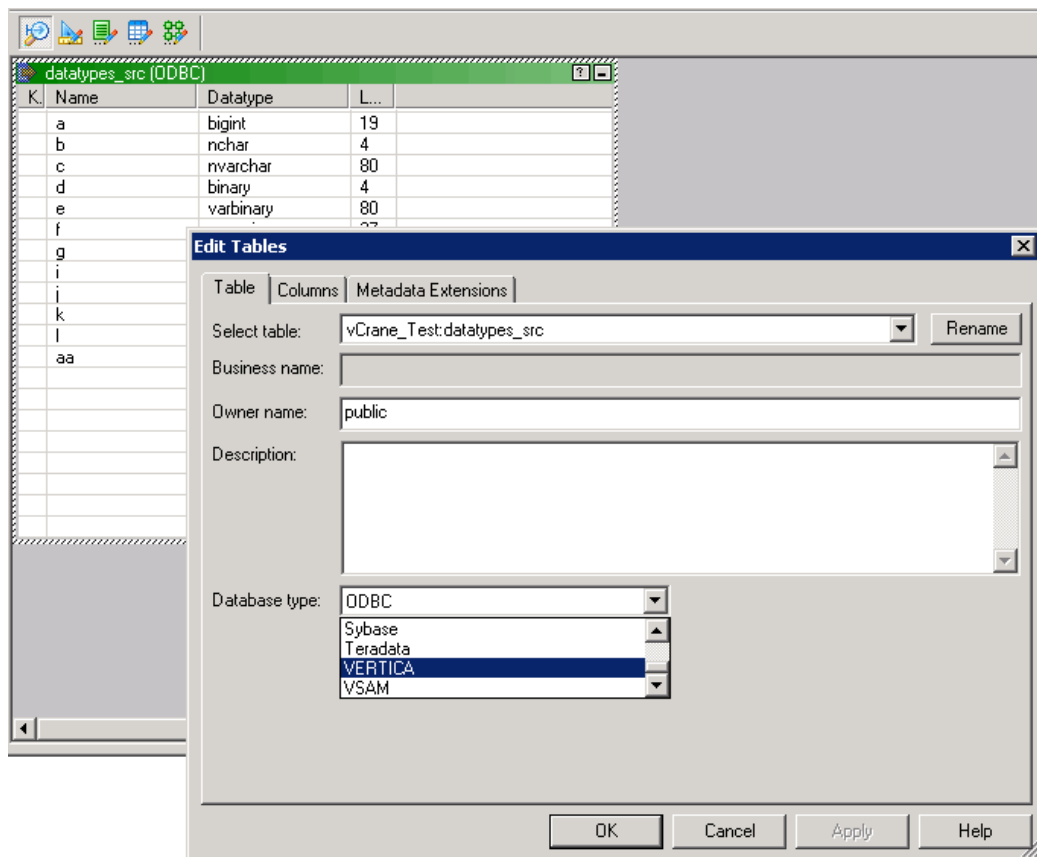 datatypes_src (ODBC)
K. Name Datatype L...
a bigint 19
b nchar 4
c nvarchar 80
d binary 4
e varbinary 80
f
g
i
j
k
l
aa
Edit Tables
Table Columns Metadata Extensions
Select table: vCrane_Test:datatypes_src Rename
Business name:
Owner name: public
Description:
Database type: ODBC
Sybase
Teradata
VERTICA
VSAM
OK Cancel Apply Help